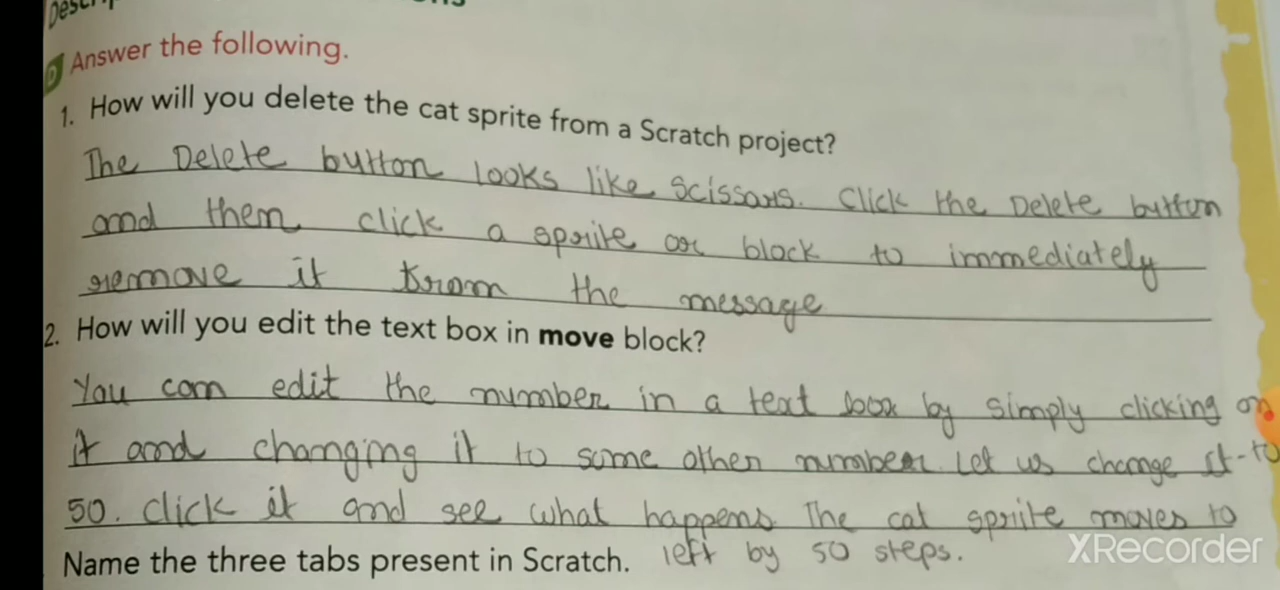 Answer the following.
1. How will you delete the cat sprite from a Scratch project?
The Delete button looks like scissors. Click the Delete button
and them click a spriite or block to immediately
remove it from the message
2. How will you edit the text box in move block?
You can edit the number in a text box by simply clicking on
it and changing it to some other number. Let us change it to
50. click it and see what happens The cat spriite moves to
Name the three tabs present in Scratch. left by 50 steps.
XRecorder